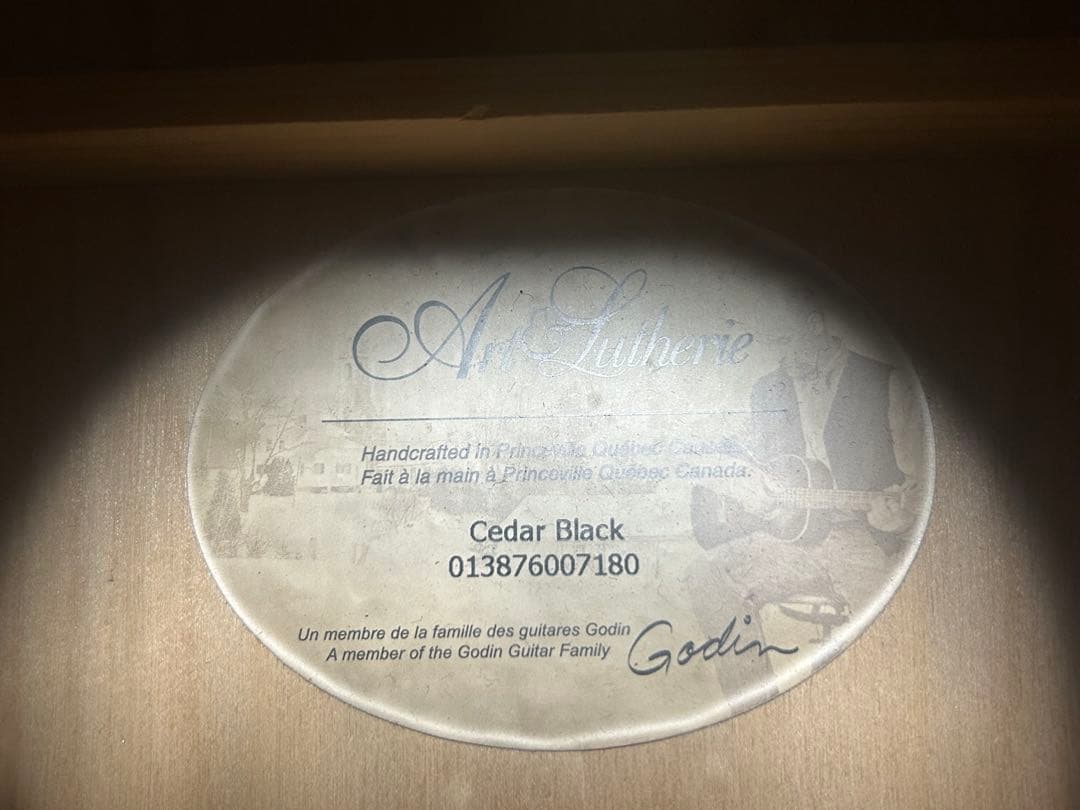 Art & Lutherie
Handcrafted in Princeville Québec Canada.
Fait à la main à Princeville Québec Canada.
Cedar Black
013876007180
Un membre de la famille des guitares Godin
A member of the Godin Guitar Family
Godin